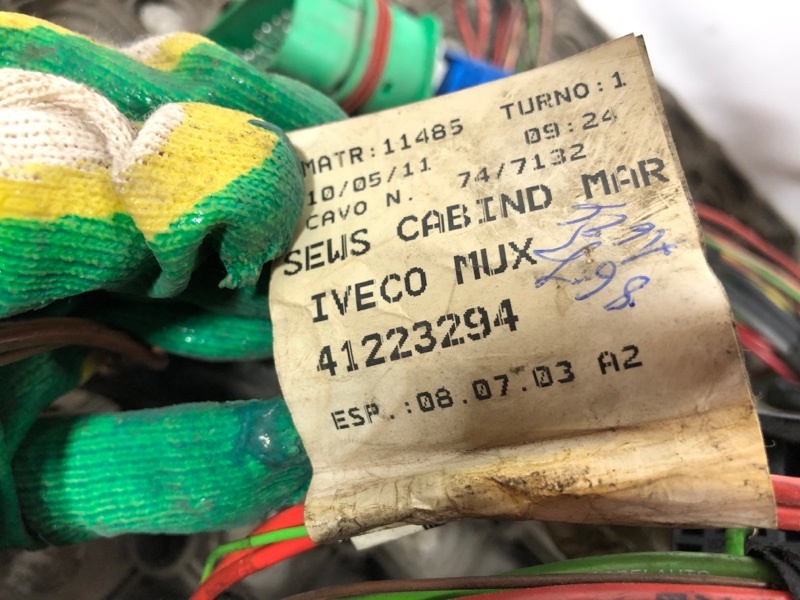 MATR:11485 TURNO:1
10/05/11 09:24
CAVO N. 74/7132
SEWS CABIND MAR
IVECO MUX
41223294
ESP.:08.07.03 A2